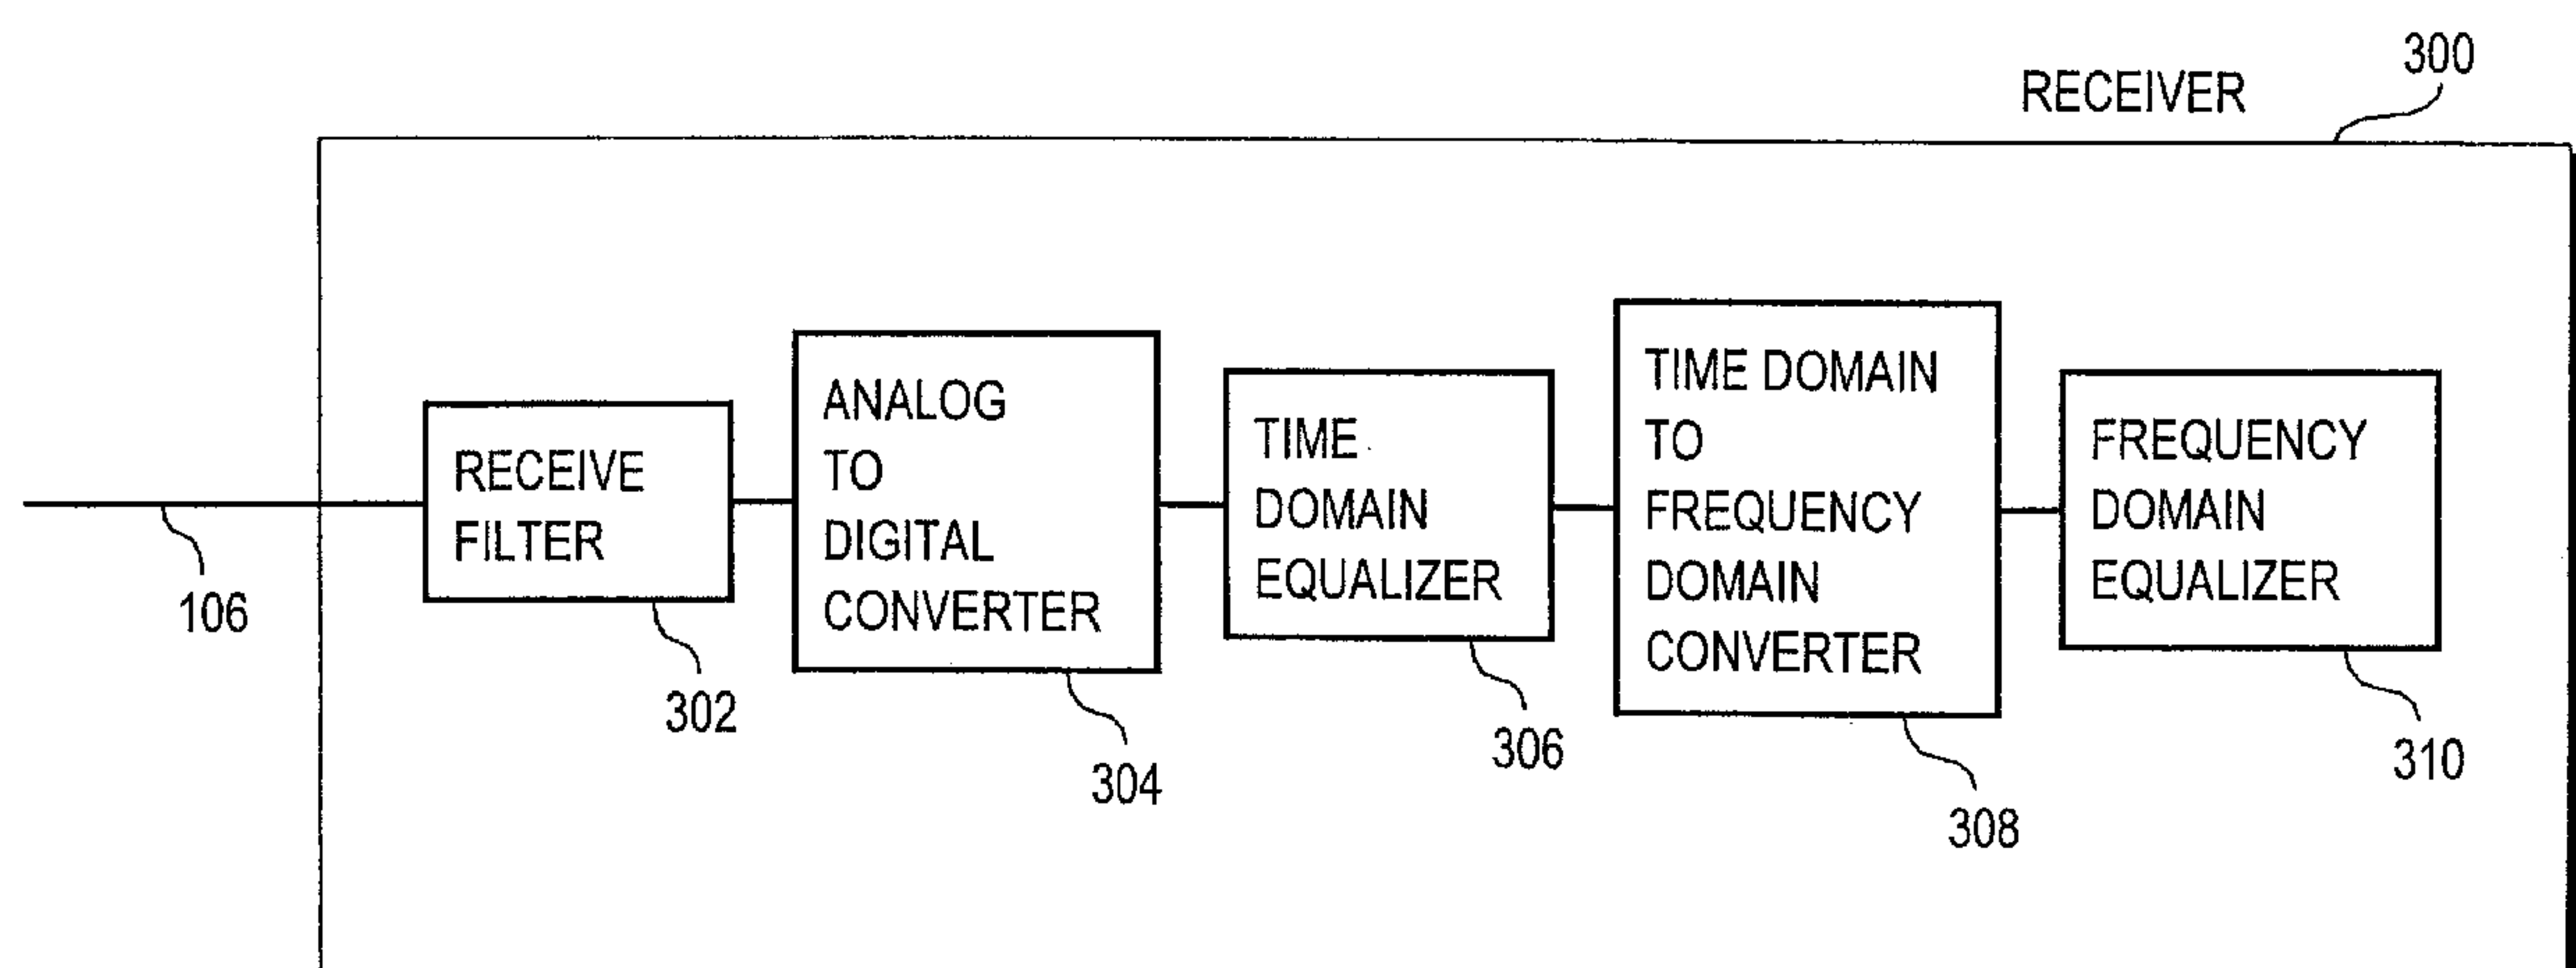 300
RECEIVER
RECEIVE
FILTER
ANALOG
TO
DIGITAL
CONVERTER
TIME
DOMAIN
EQUALIZER
TIME DOMAIN
TO
FREQUENCY
DOMAIN
CONVERTER
FREQUENCY
DOMAIN
EQUALIZER
106
302
304
306
308
310